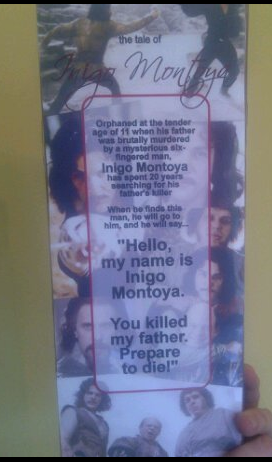 the tale of
Inigo Montoya
Orphaned at the tender
age of 11 when his father
was brutally murdered
by a mysterious six-
fingered man,
Inigo Montoya
has spent 20 years
searching for his
father's killer
When he finds this
man, he will go to
him, and he will say...
"Hello,
my name is
Inigo
Montoya.
You killed
my father.
Prepare
to die!"